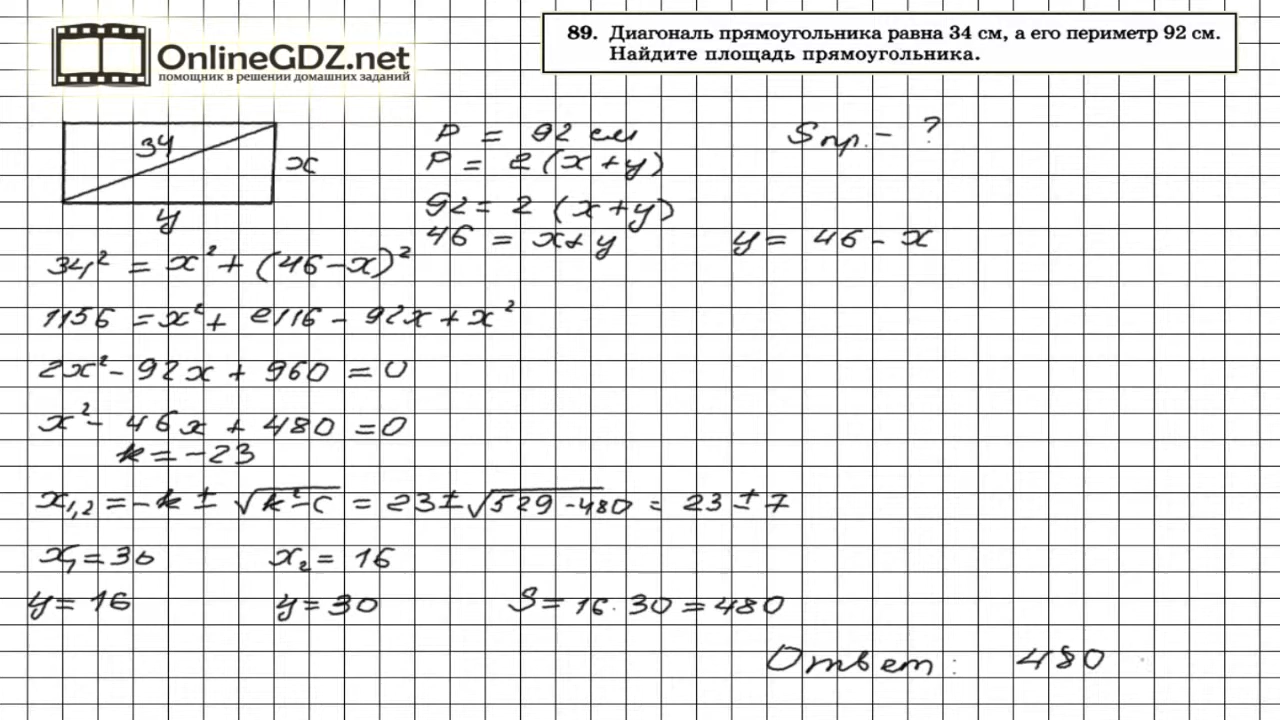 OnlineGDZ.net
помощник в решении домашних заданий
89. Диагональ прямоугольника равна 34 см, а его периметр 92 см.
Найдите площадь прямоугольника.
34
x
y
P = 92 см
P = 2 (x + y)
92 = 2 (x + y)
46 = x + y
y = 46 - x
Sпр. - ?
34² = x² + (46 - x)²
1156 = x² + 2116 - 92x + x²
2x² - 92x + 960 = 0
x² - 46x + 480 = 0
k = -23
x₁,₂ = -k ± √k² - c = 23 ± √529 - 480 = 23 ± 7
x₁ = 30 x₂ = 16
y = 16 y = 30 S = 16 · 30 = 480
Ответ: 480